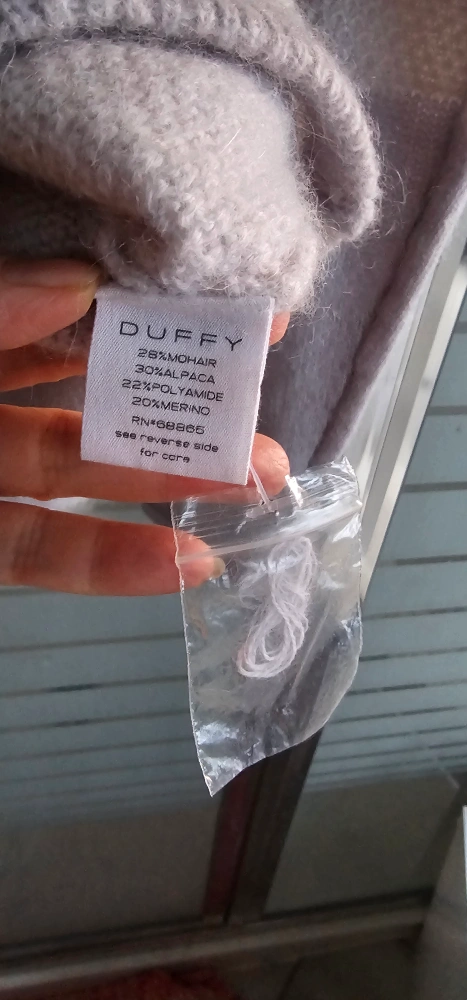 DUFFY
28%MOHAIR
30%ALPACA
22%POLYAMIDE
20%MERINO
RN#68865
see reverse side
for care